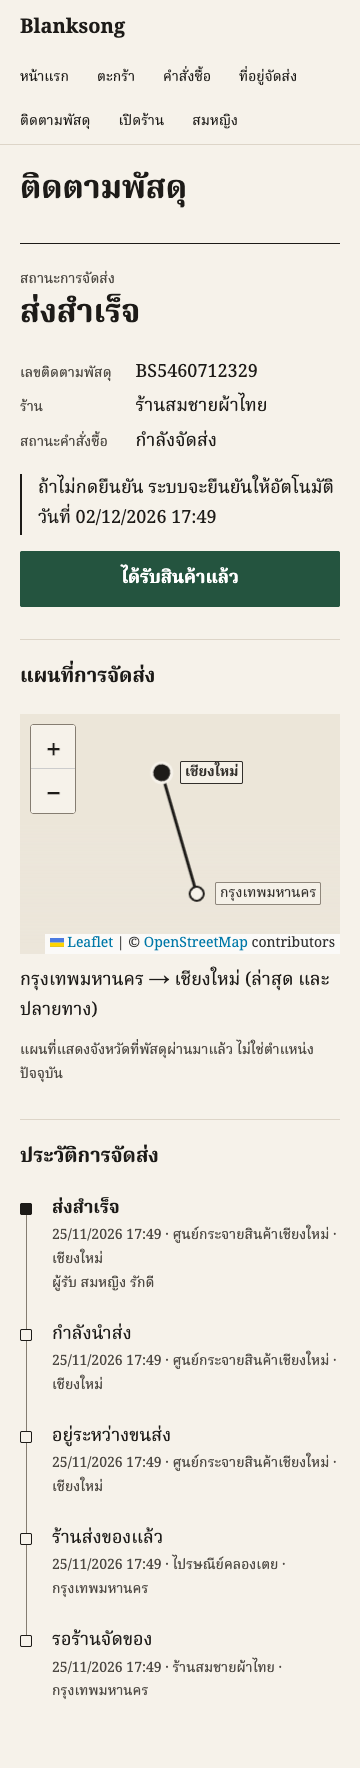 Blanksong
หน้าแรก ตะกร้า คำสั่งซื้อ ที่อยู่จัดส่ง
ติดตามพัสดุ เปิดร้าน สมหญิง
ติดตามพัสดุ
สถานะการจัดส่ง
ส่งสำเร็จ
เลขติดตามพัสดุ BS5460712329
ร้าน ร้านสมชายผ้าไทย
สถานะคำสั่งซื้อ กำลังจัดส่ง
ถ้าไม่กดยืนยัน ระบบจะยืนยันให้อัตโนมัติ
วันที่ 02/12/2026 17:49
ได้รับสินค้าแล้ว
แผนที่การจัดส่ง
+
−
เชียงใหม่
กรุงเทพมหานคร
Leaflet | © OpenStreetMap contributors
กรุงเทพมหานคร ⟶ เชียงใหม่ (ล่าสุด และ
ปลายทาง)
แผนที่แสดงจังหวัดที่พัสดุผ่านมาแล้ว ไม่ใช่ตำแหน่ง
ปัจจุบัน
ประวัติการจัดส่ง
ส่งสำเร็จ
25/11/2026 17:49 · ศูนย์กระจายสินค้าเชียงใหม่ ·
เชียงใหม่
ผู้รับ สมหญิง รักดี
กำลังนำส่ง
25/11/2026 17:49 · ศูนย์กระจายสินค้าเชียงใหม่ ·
เชียงใหม่
อยู่ระหว่างขนส่ง
25/11/2026 17:49 · ศูนย์กระจายสินค้าเชียงใหม่ ·
เชียงใหม่
ร้านส่งของแล้ว
25/11/2026 17:49 · ไปรษณีย์คลองเตย ·
กรุงเทพมหานคร
รอร้านจัดของ
25/11/2026 17:49 · ร้านสมชายผ้าไทย ·
กรุงเทพมหานคร